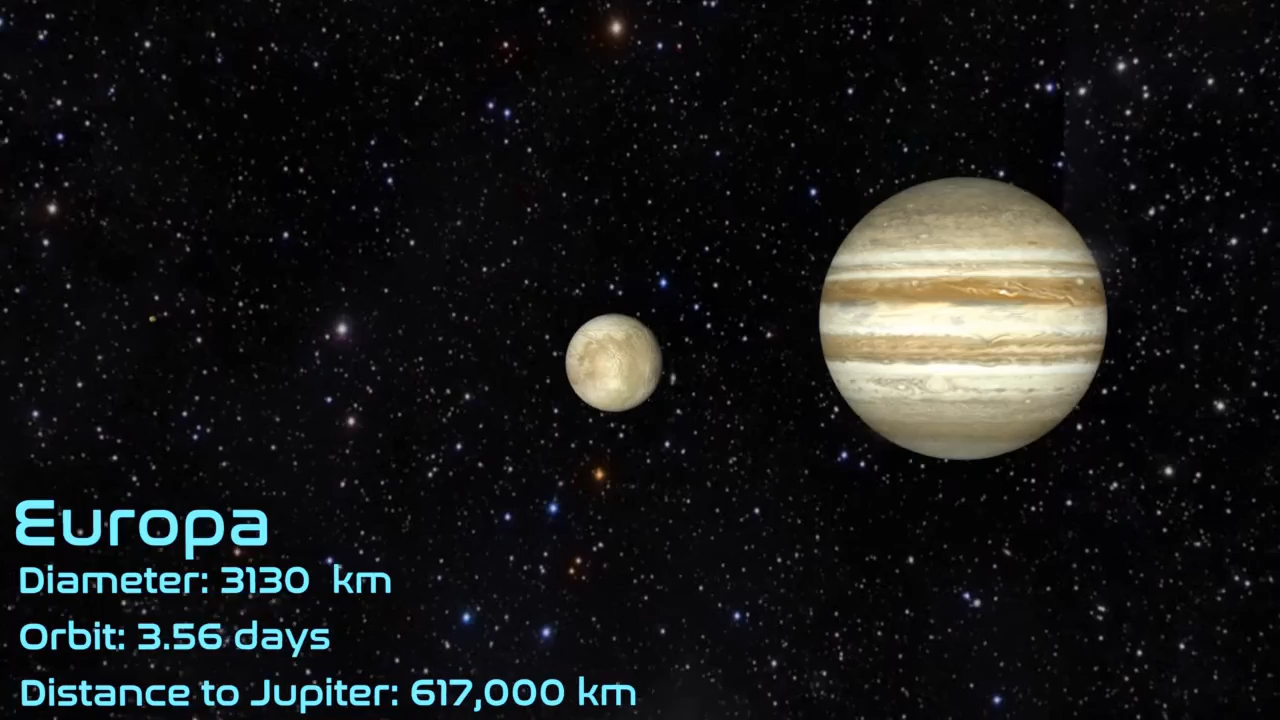 Europa
Diameter: 3130 km
Orbit: 3.56 days
Distance to Jupiter: 617,000 km